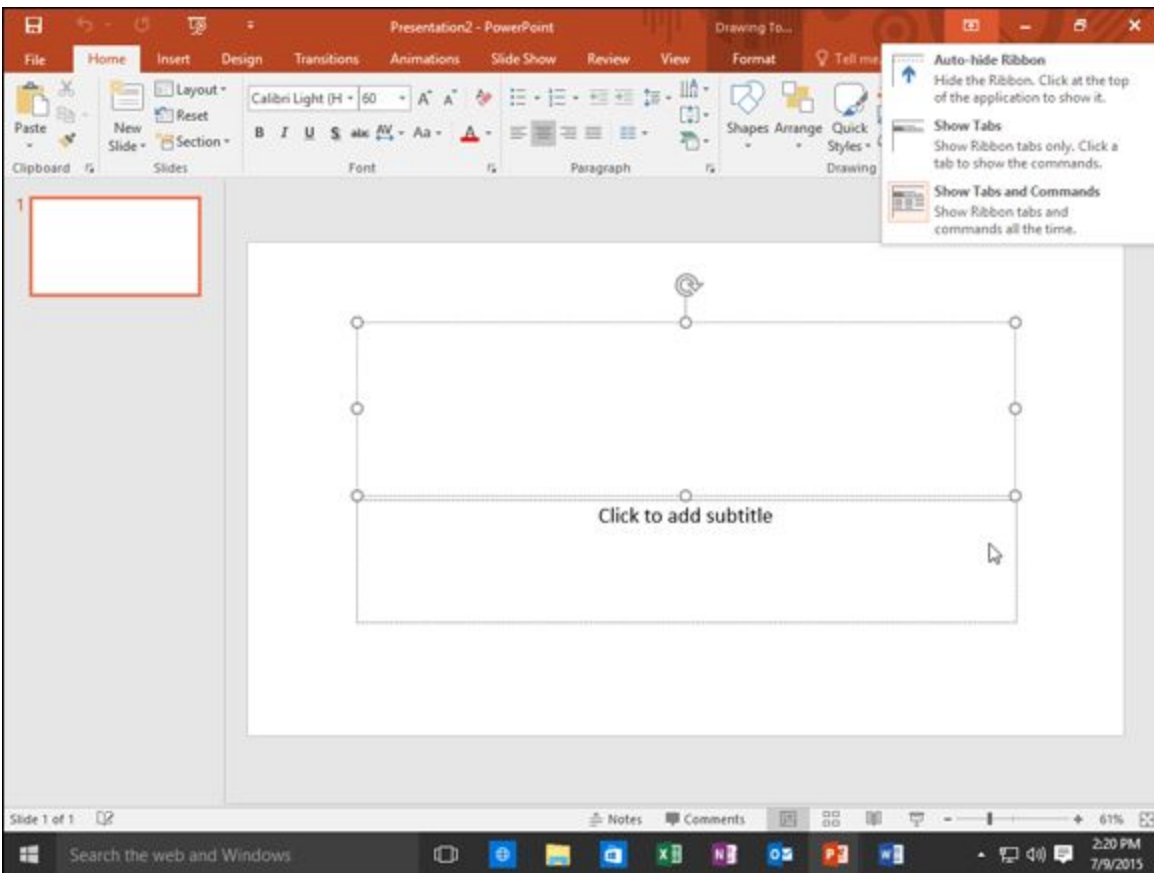 Presentation2 - PowerPoint
Drawing To...
File Home Insert Design Transitions Animations Slide Show Review View Format Tell me
Paste
New
Slide
Layout
Reset
Section
Calibri Light (H 60
A A
B I U S abc AV Aa A
Shapes Arrange Quick
Styles
Clipboard Slides Font Paragraph Drawing
Auto-hide Ribbon
Hide the Ribbon. Click at the top
of the application to show it.
Show Tabs
Show Ribbon tabs only. Click a
tab to show the commands.
Show Tabs and Commands
Show Ribbon tabs and
commands all the time.
1
Click to add subtitle
Slide 1 of 1 Notes Comments 61%
Search the web and Windows
2:20 PM
7/9/2015